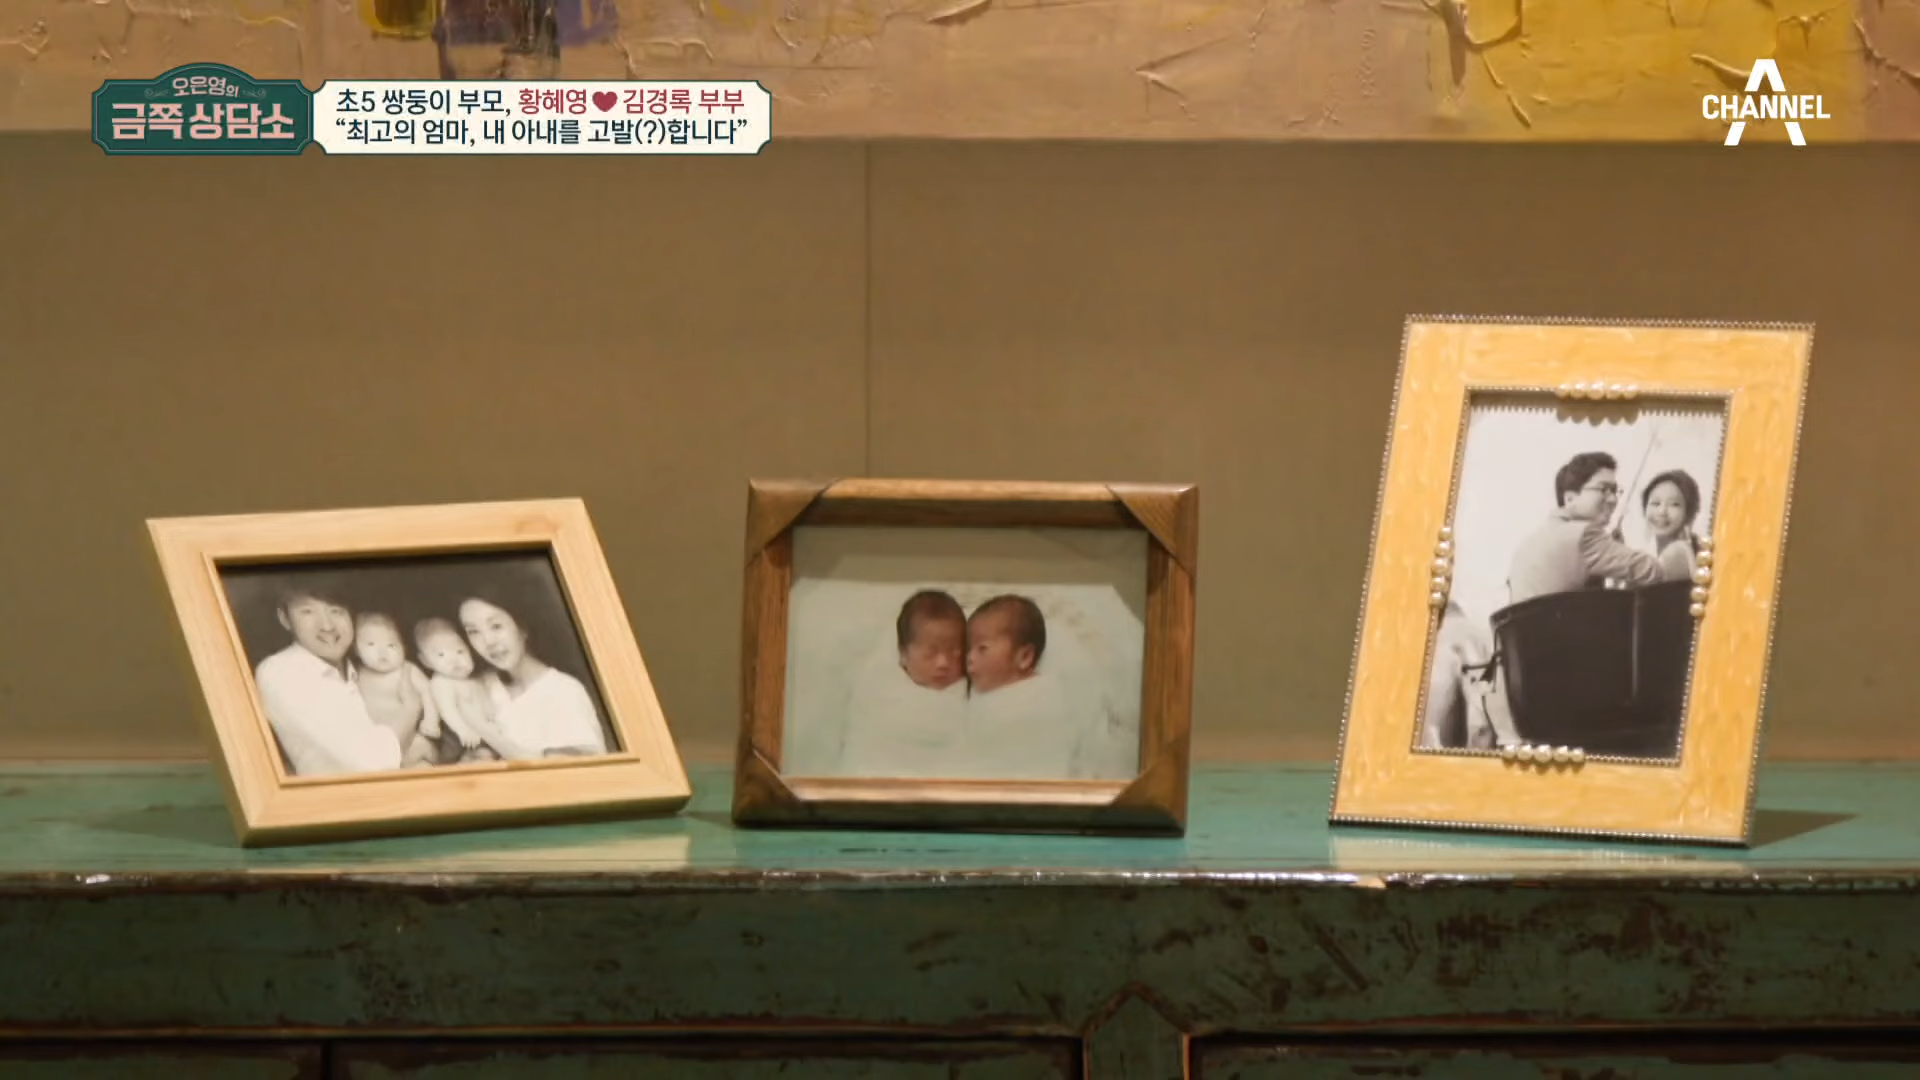 오은영의
금쪽 상담소
초5 쌍둥이 부모, 황혜영♥김경록 부부
“최고의 엄마, 내 아내를 고발(?)합니다”
CHANNEL A